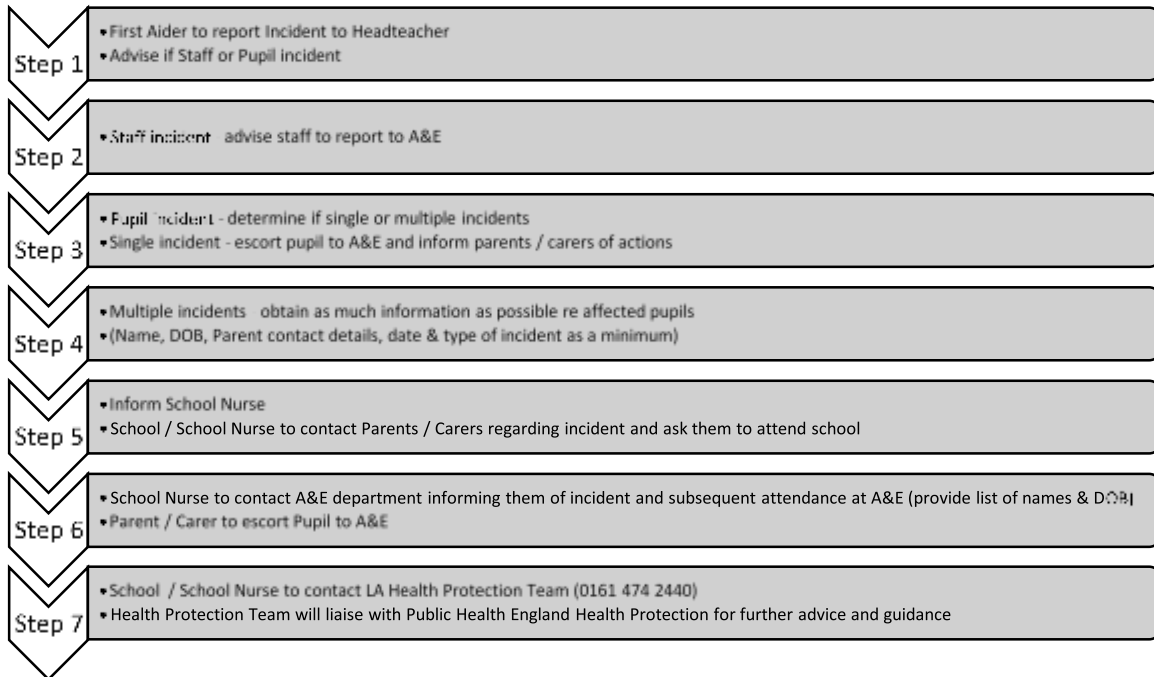 Step 1
• First Aider to report Incident to Headteacher
• Advise if Staff or Pupil incident
Step 2
• Staff incident advise staff to report to A&E
Step 3
• Pupil incident - determine if single or multiple incidents
• Single incident - escort pupil to A&E and inform parents / carers of actions
Step 4
• Multiple incidents obtain as much information as possible re affected pupils
• (Name, DOB, Parent contact details, date & type of incident as a minimum)
Step 5
• Inform School Nurse
• School / School Nurse to contact Parents / Carers regarding incident and ask them to attend school
Step 6
• School Nurse to contact A&E department informing them of incident and subsequent attendance at A&E (provide list of names & DOB)
• Parent / Carer to escort Pupil to A&E
Step 7
• School / School Nurse to contact LA Health Protection Team (0161 474 2440)
• Health Protection Team will liaise with Public Health England Health Protection for further advice and guidance